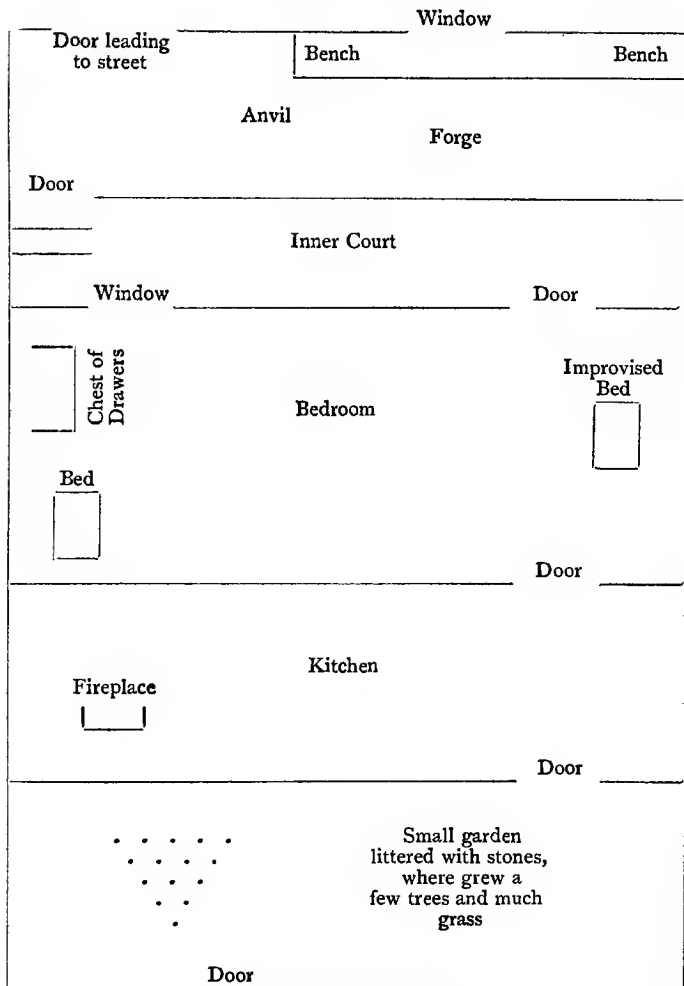 Window
Door leading
to street
Bench
Bench
Anvil
Forge
Door
Inner Court
Window
Door
Chest of
Drawers
Bedroom
Improvised
Bed
Bed
Door
Kitchen
Fireplace
Door
Small garden
littered with stones,
where grew a
few trees and much
grass
Door